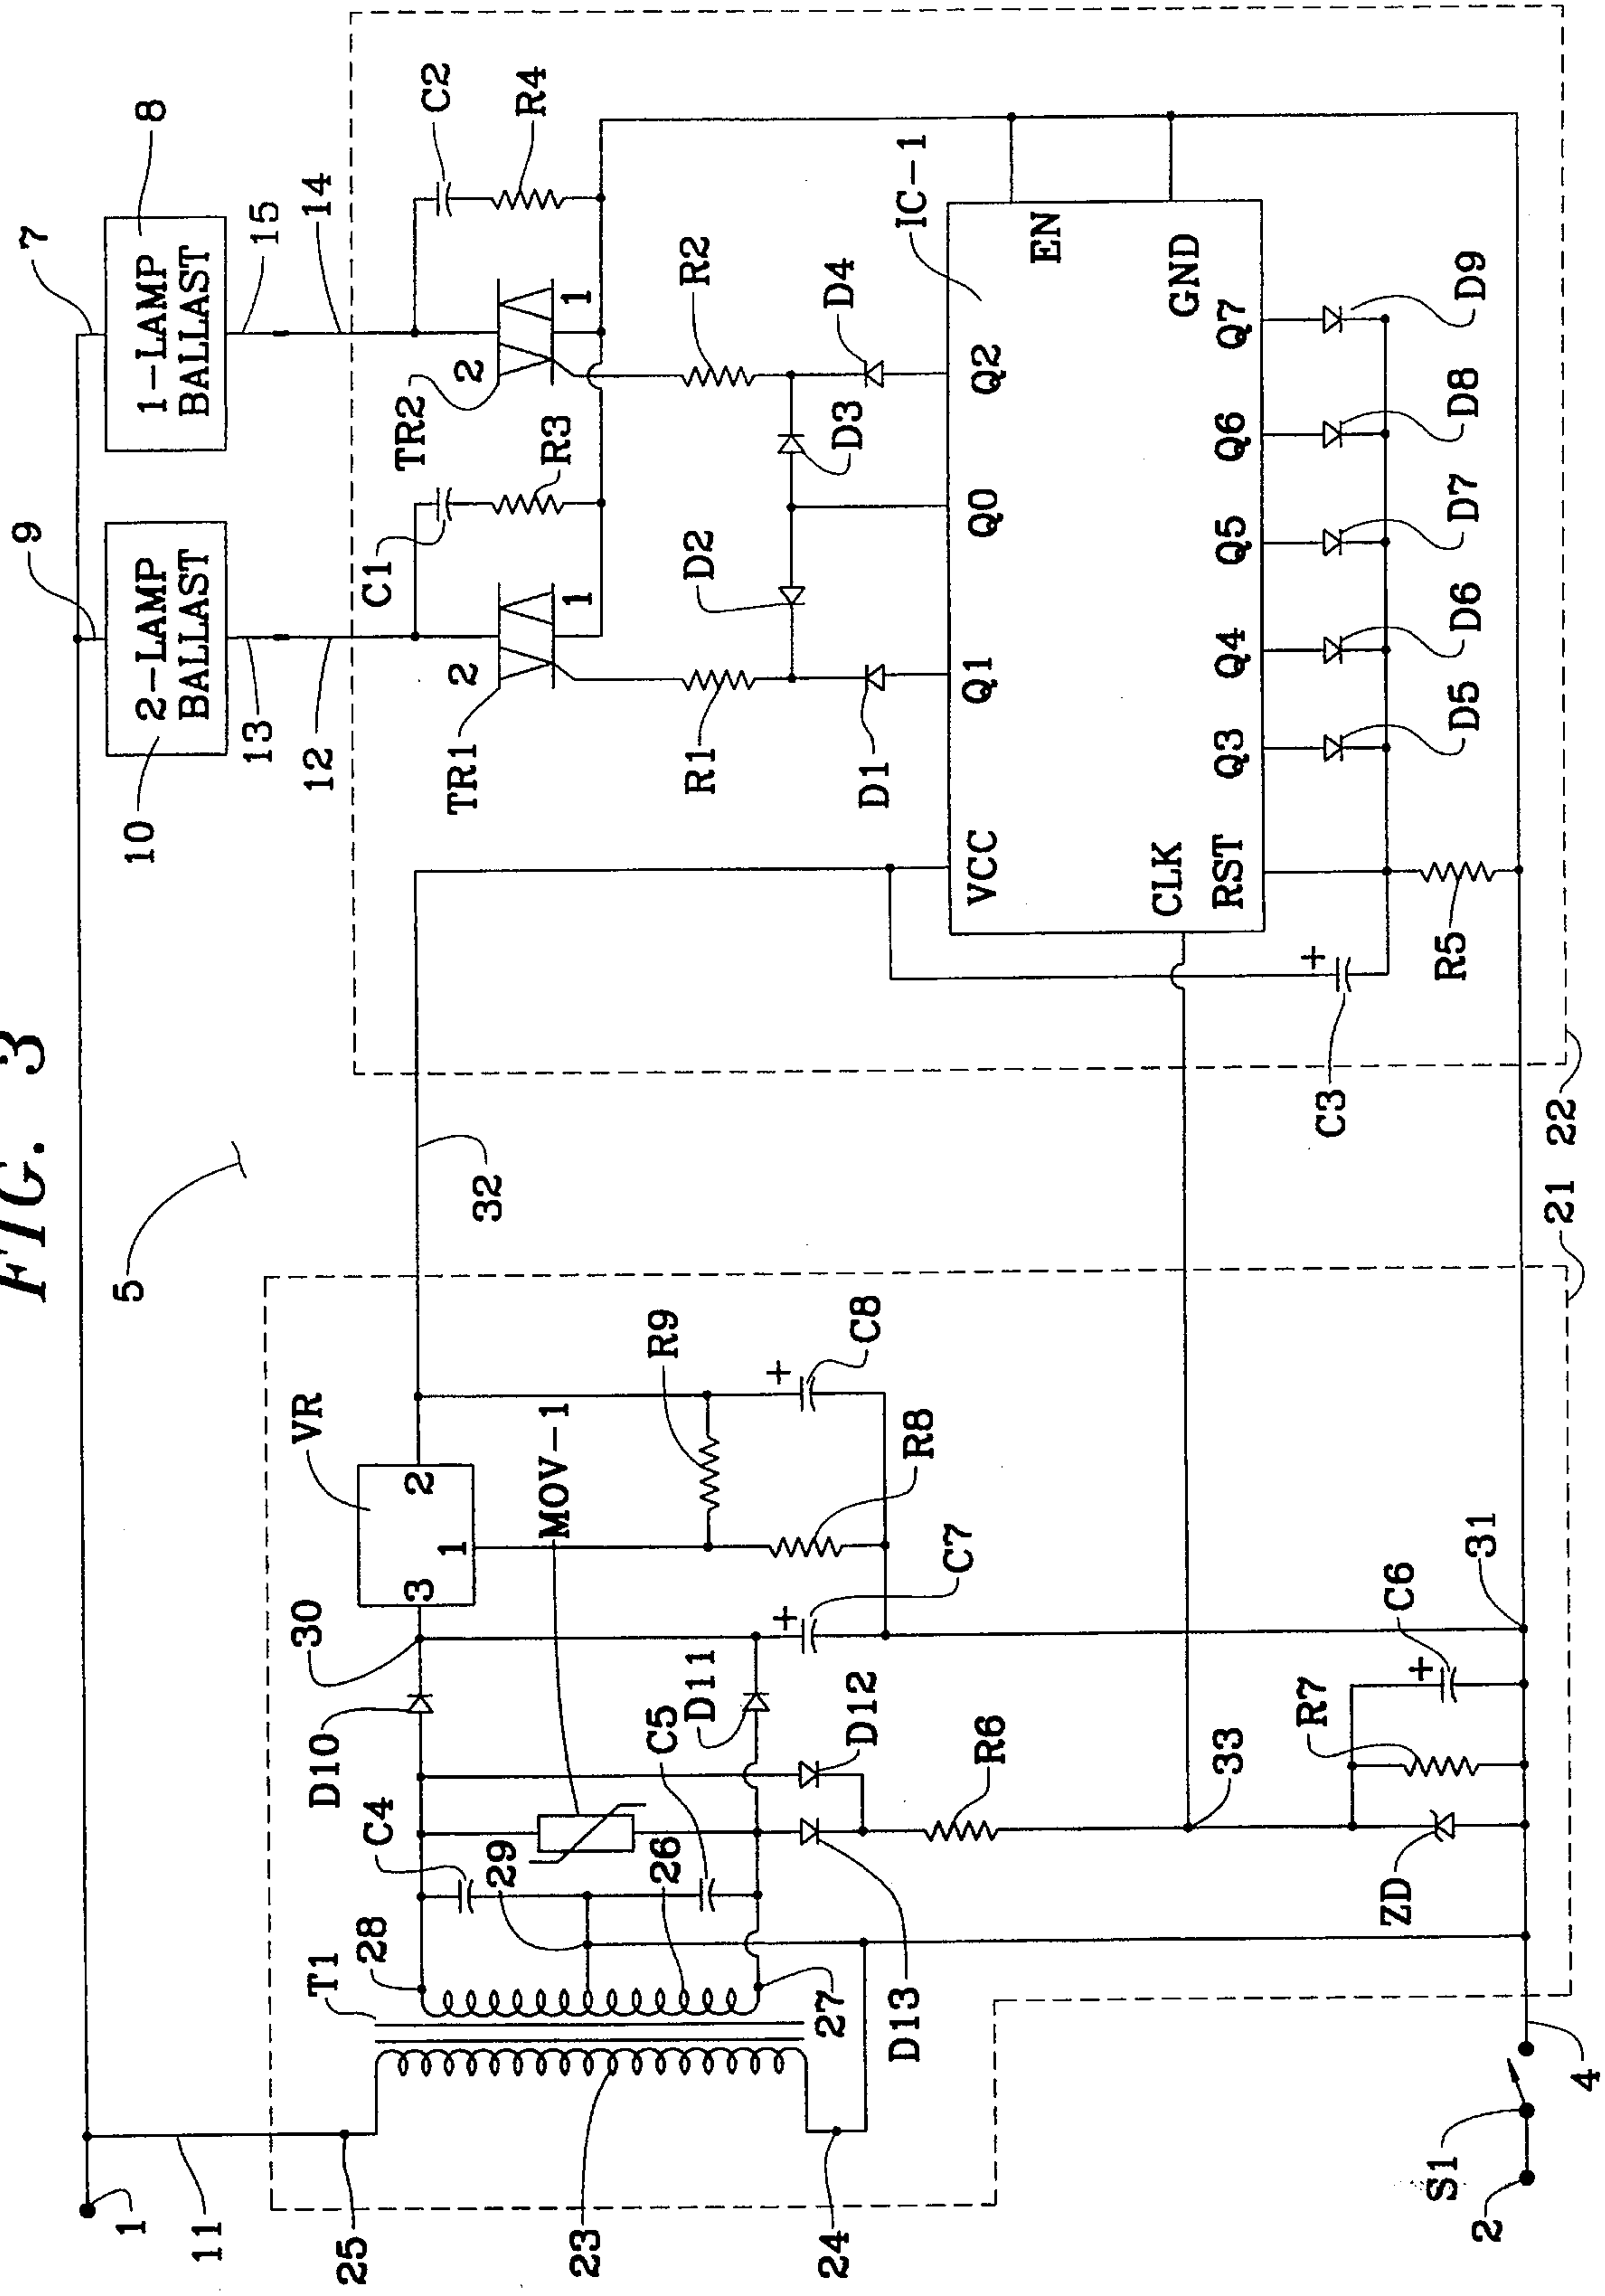 FIG. 3
5
1
11
25
23
24
T1
28
29
26
27
C4
C5
D10
D11
D12
D13
MOV-1
30
VR
3
1
2
R9
R8
C8
C7
R6
33
R7
C6
ZD
31
S1
2
4
21
22
32
9
7
2-LAMP
BALLAST
10
1-LAMP
BALLAST
8
13
12
15
14
C1
R3
C2
R4
TR1
2
1
TR2
2
1
R1
R2
D2
D3
D1
D4
IC-1
VCC
Q1
Q0
Q2
EN
CLK
GND
RST
Q3
Q4
Q5
Q6
Q7
+
C3
R5
D5
D6
D7
D8
D9
+
+
+